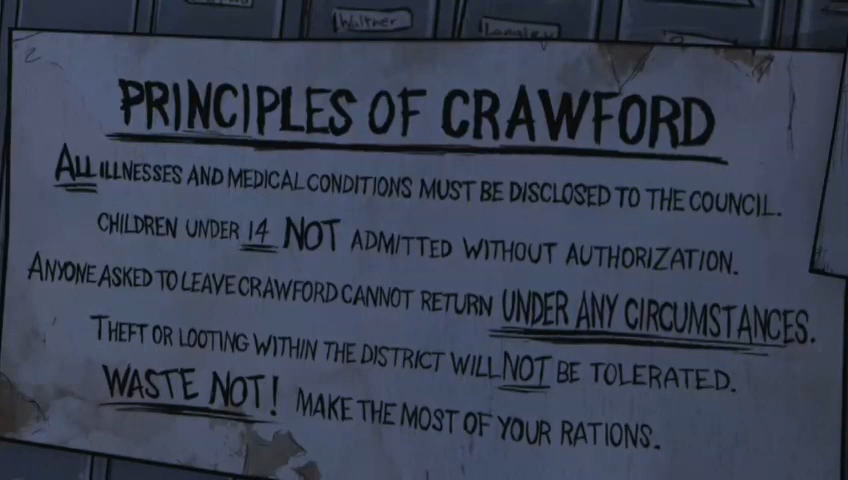 Walther
Langley
PRINCIPLES OF CRAWFORD
ALL ILLNESSES AND MEDICAL CONDITIONS MUST BE DISCLOSED TO THE COUNCIL.
CHILDREN UNDER 14 NOT ADMITTED WITHOUT AUTHORIZATION.
ANYONE ASKED TO LEAVE CRAWFORD CANNOT RETURN UNDER ANY CIRCUMSTANCES.
THEFT OR LOOTING WITHIN THE DISTRICT WILL NOT BE TOLERATED.
WASTE NOT! MAKE THE MOST OF YOUR RATIONS.